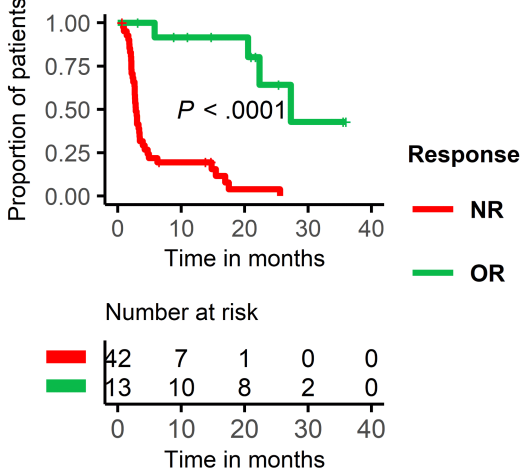 Proportion of patients
1.00
0.75
0.50
0.25
0.00
P < .0001
0 10 20 30 40
Time in months
Response
NR
OR
Number at risk
42 7 1 0 0
13 10 8 2 0
0 10 20 30 40
Time in months